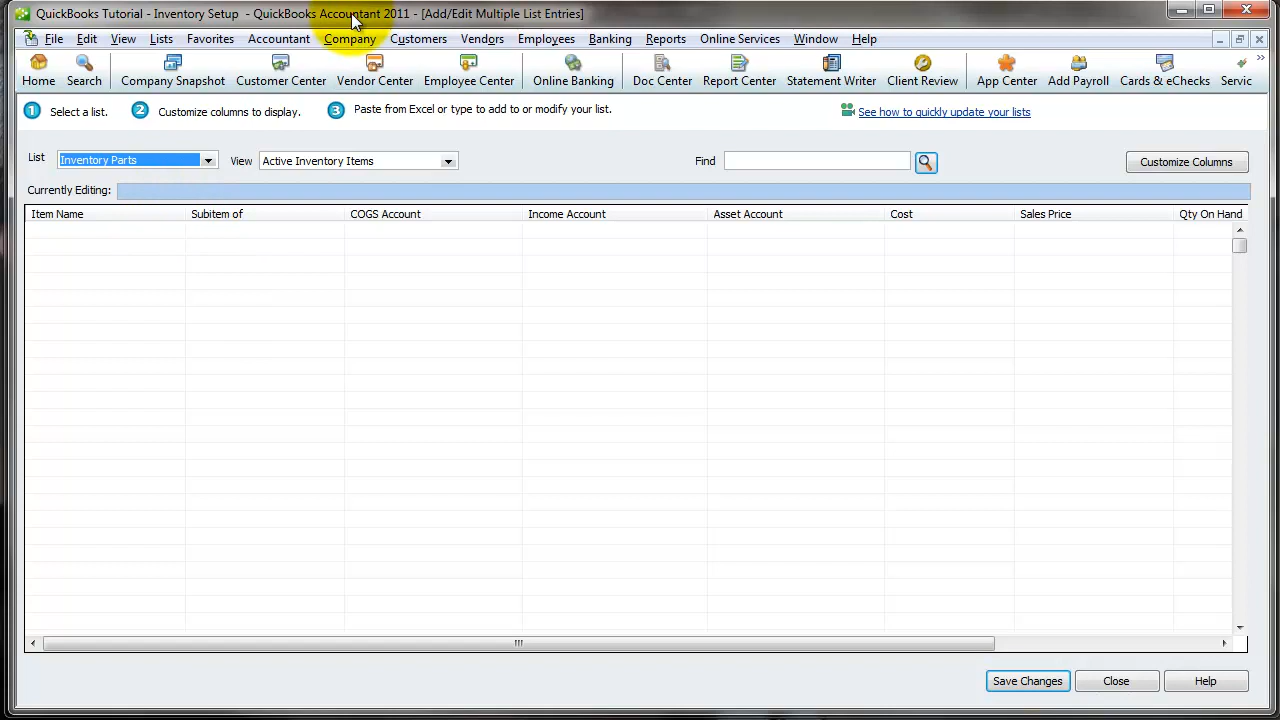 QuickBooks Tutorial - Inventory Setup - QuickBooks Accountant 2011 - [Add/Edit Multiple List Entries]
File Edit View Lists Favorites Accountant Company Customers Vendors Employees Banking Reports Online Services Window Help
Home Search Company Snapshot Customer Center Vendor Center Employee Center Online Banking Doc Center Report Center Statement Writer Client Review App Center Add Payroll Cards & eChecks Servic
1 Select a list. 2 Customize columns to display. 3 Paste from Excel or type to add to or modify your list. See how to quickly update your lists
List Inventory Parts View Active Inventory Items Find Customize Columns
Currently Editing:
Item Name Subitem of COGS Account Income Account Asset Account Cost Sales Price Qty On Hand
Save Changes Close Help